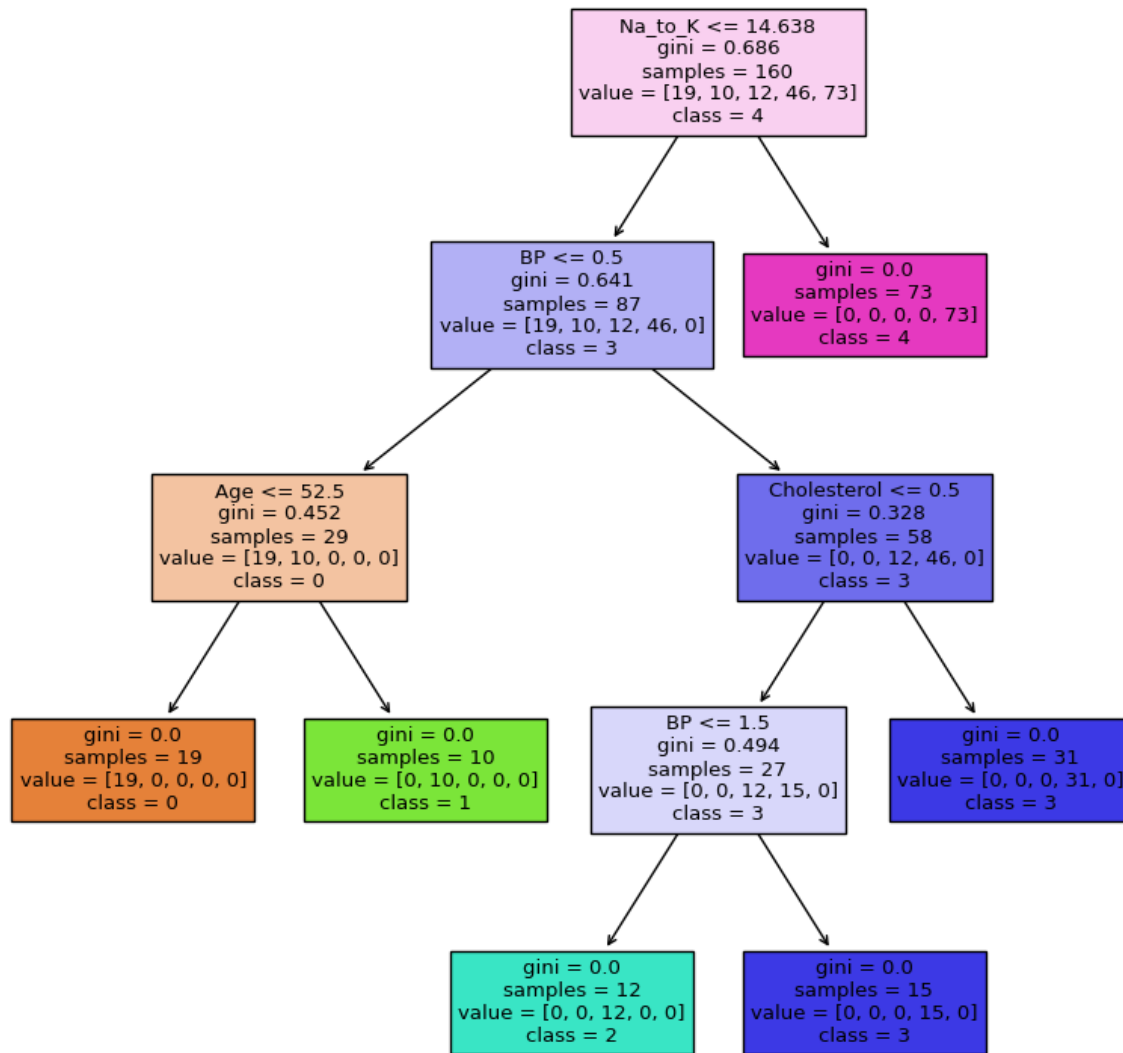 Na_to_K <= 14.638
gini = 0.686
samples = 160
value = [19, 10, 12, 46, 73]
class = 4
BP <= 0.5
gini = 0.641
samples = 87
value = [19, 10, 12, 46, 0]
class = 3
gini = 0.0
samples = 73
value = [0, 0, 0, 0, 73]
class = 4
Age <= 52.5
gini = 0.452
samples = 29
value = [19, 10, 0, 0, 0]
class = 0
Cholesterol <= 0.5
gini = 0.328
samples = 58
value = [0, 0, 12, 46, 0]
class = 3
gini = 0.0
samples = 19
value = [19, 0, 0, 0, 0]
class = 0
gini = 0.0
samples = 10
value = [0, 10, 0, 0, 0]
class = 1
BP <= 1.5
gini = 0.494
samples = 27
value = [0, 0, 12, 15, 0]
class = 3
gini = 0.0
samples = 31
value = [0, 0, 0, 31, 0]
class = 3
gini = 0.0
samples = 12
value = [0, 0, 12, 0, 0]
class = 2
gini = 0.0
samples = 15
value = [0, 0, 0, 15, 0]
class = 3